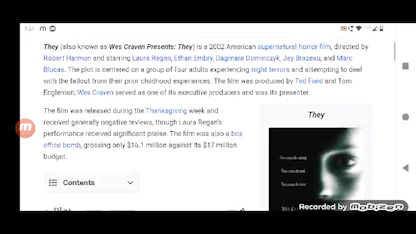 3:51
They (also known as Wes Craven Presents: They) is a 2002 American supernatural horror film, directed by
Robert Harmon and starring Laura Regan, Ethan Embry, Dagmara Dominczyk, Jay Brazeau, and Marc
Blucas. The plot is centered on a group of four adults experiencing night terrors and attempting to deal
with the fallout from their prior childhood experiences. The film was produced by Ted Field and Tom
Engleman; Wes Craven served as one of its executive producers and was its presenter.
The film was released during the Thanksgiving week and
received generally negative reviews, though Laura Regan's
performance received significant praise. The film was also a box
office bomb, grossing only $16.1 million against its $17 million
budget.
They
Contents
Recorded by Mobizen